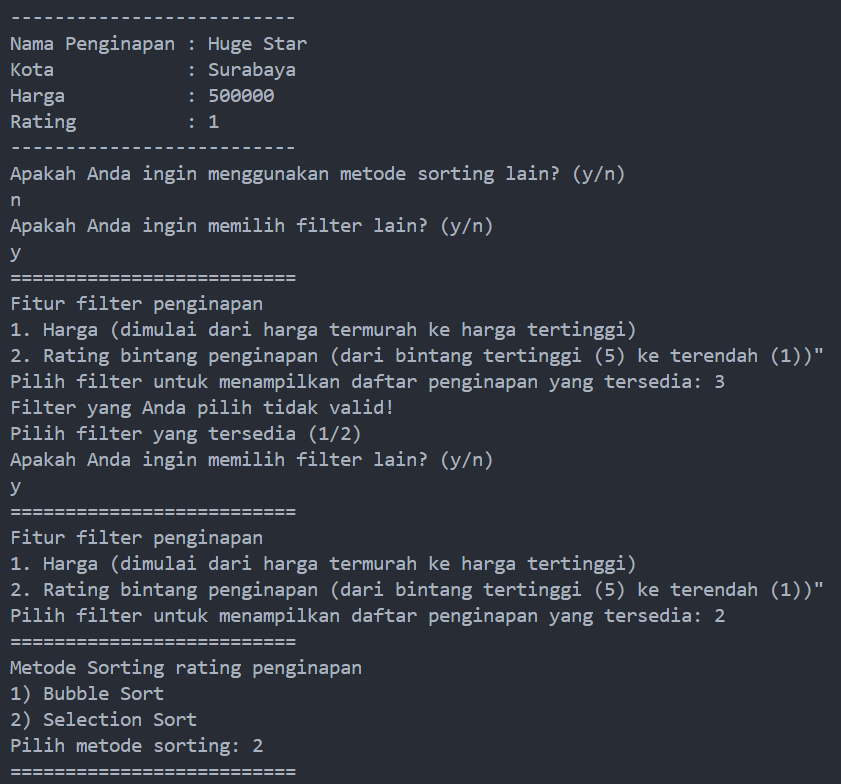 --------------------------
Nama Penginapan : Huge Star
Kota            : Surabaya
Harga           : 500000
Rating          : 1
--------------------------
Apakah Anda ingin menggunakan metode sorting lain? (y/n)
n
Apakah Anda ingin memilih filter lain? (y/n)
y
==========================
Fitur filter penginapan
1. Harga (dimulai dari harga termurah ke harga tertinggi)
2. Rating bintang penginapan (dari bintang tertinggi (5) ke terendah (1))"
Pilih filter untuk menampilkan daftar penginapan yang tersedia: 3
Filter yang Anda pilih tidak valid!
Pilih filter yang tersedia (1/2)
Apakah Anda ingin memilih filter lain? (y/n)
y
==========================
Fitur filter penginapan
1. Harga (dimulai dari harga termurah ke harga tertinggi)
2. Rating bintang penginapan (dari bintang tertinggi (5) ke terendah (1))"
Pilih filter untuk menampilkan daftar penginapan yang tersedia: 2
==========================
Metode Sorting rating penginapan
1) Bubble Sort
2) Selection Sort
Pilih metode sorting: 2
==========================